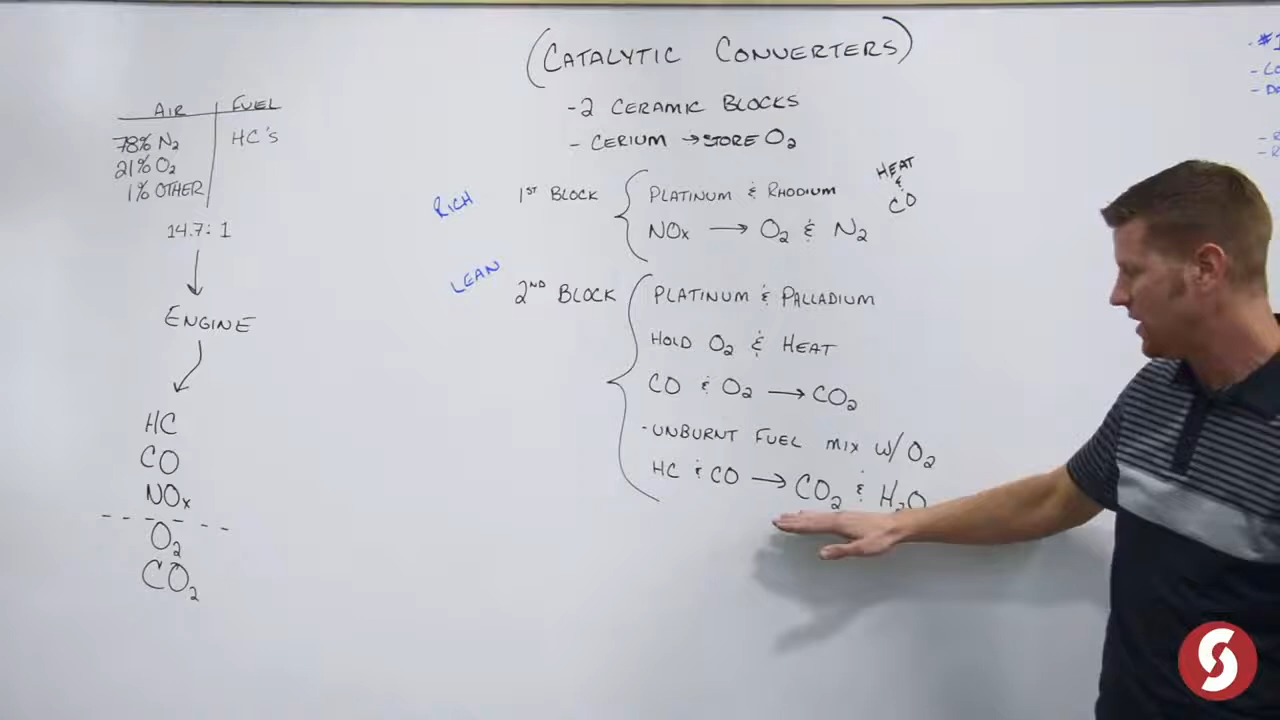 (CATALYTIC CONVERTERS)
- 2 CERAMIC BLOCKS
- CERIUM → STORE O₂
AIR FUEL
78% N₂ HC's
21% O₂
1% OTHER
14.7:1
ENGINE
HC
CO
NOx
O₂
CO₂
RICH 1ST BLOCK PLATINUM & RHODIUM
NOx → O₂ & N₂
HEAT
&
CO
LEAN 2ND BLOCK PLATINUM & PALLADIUM
HOLD O₂ & HEAT
CO & O₂ → CO₂
- UNBURNT FUEL MIX W/ O₂
HC & CO → CO₂ & H₂O
#1